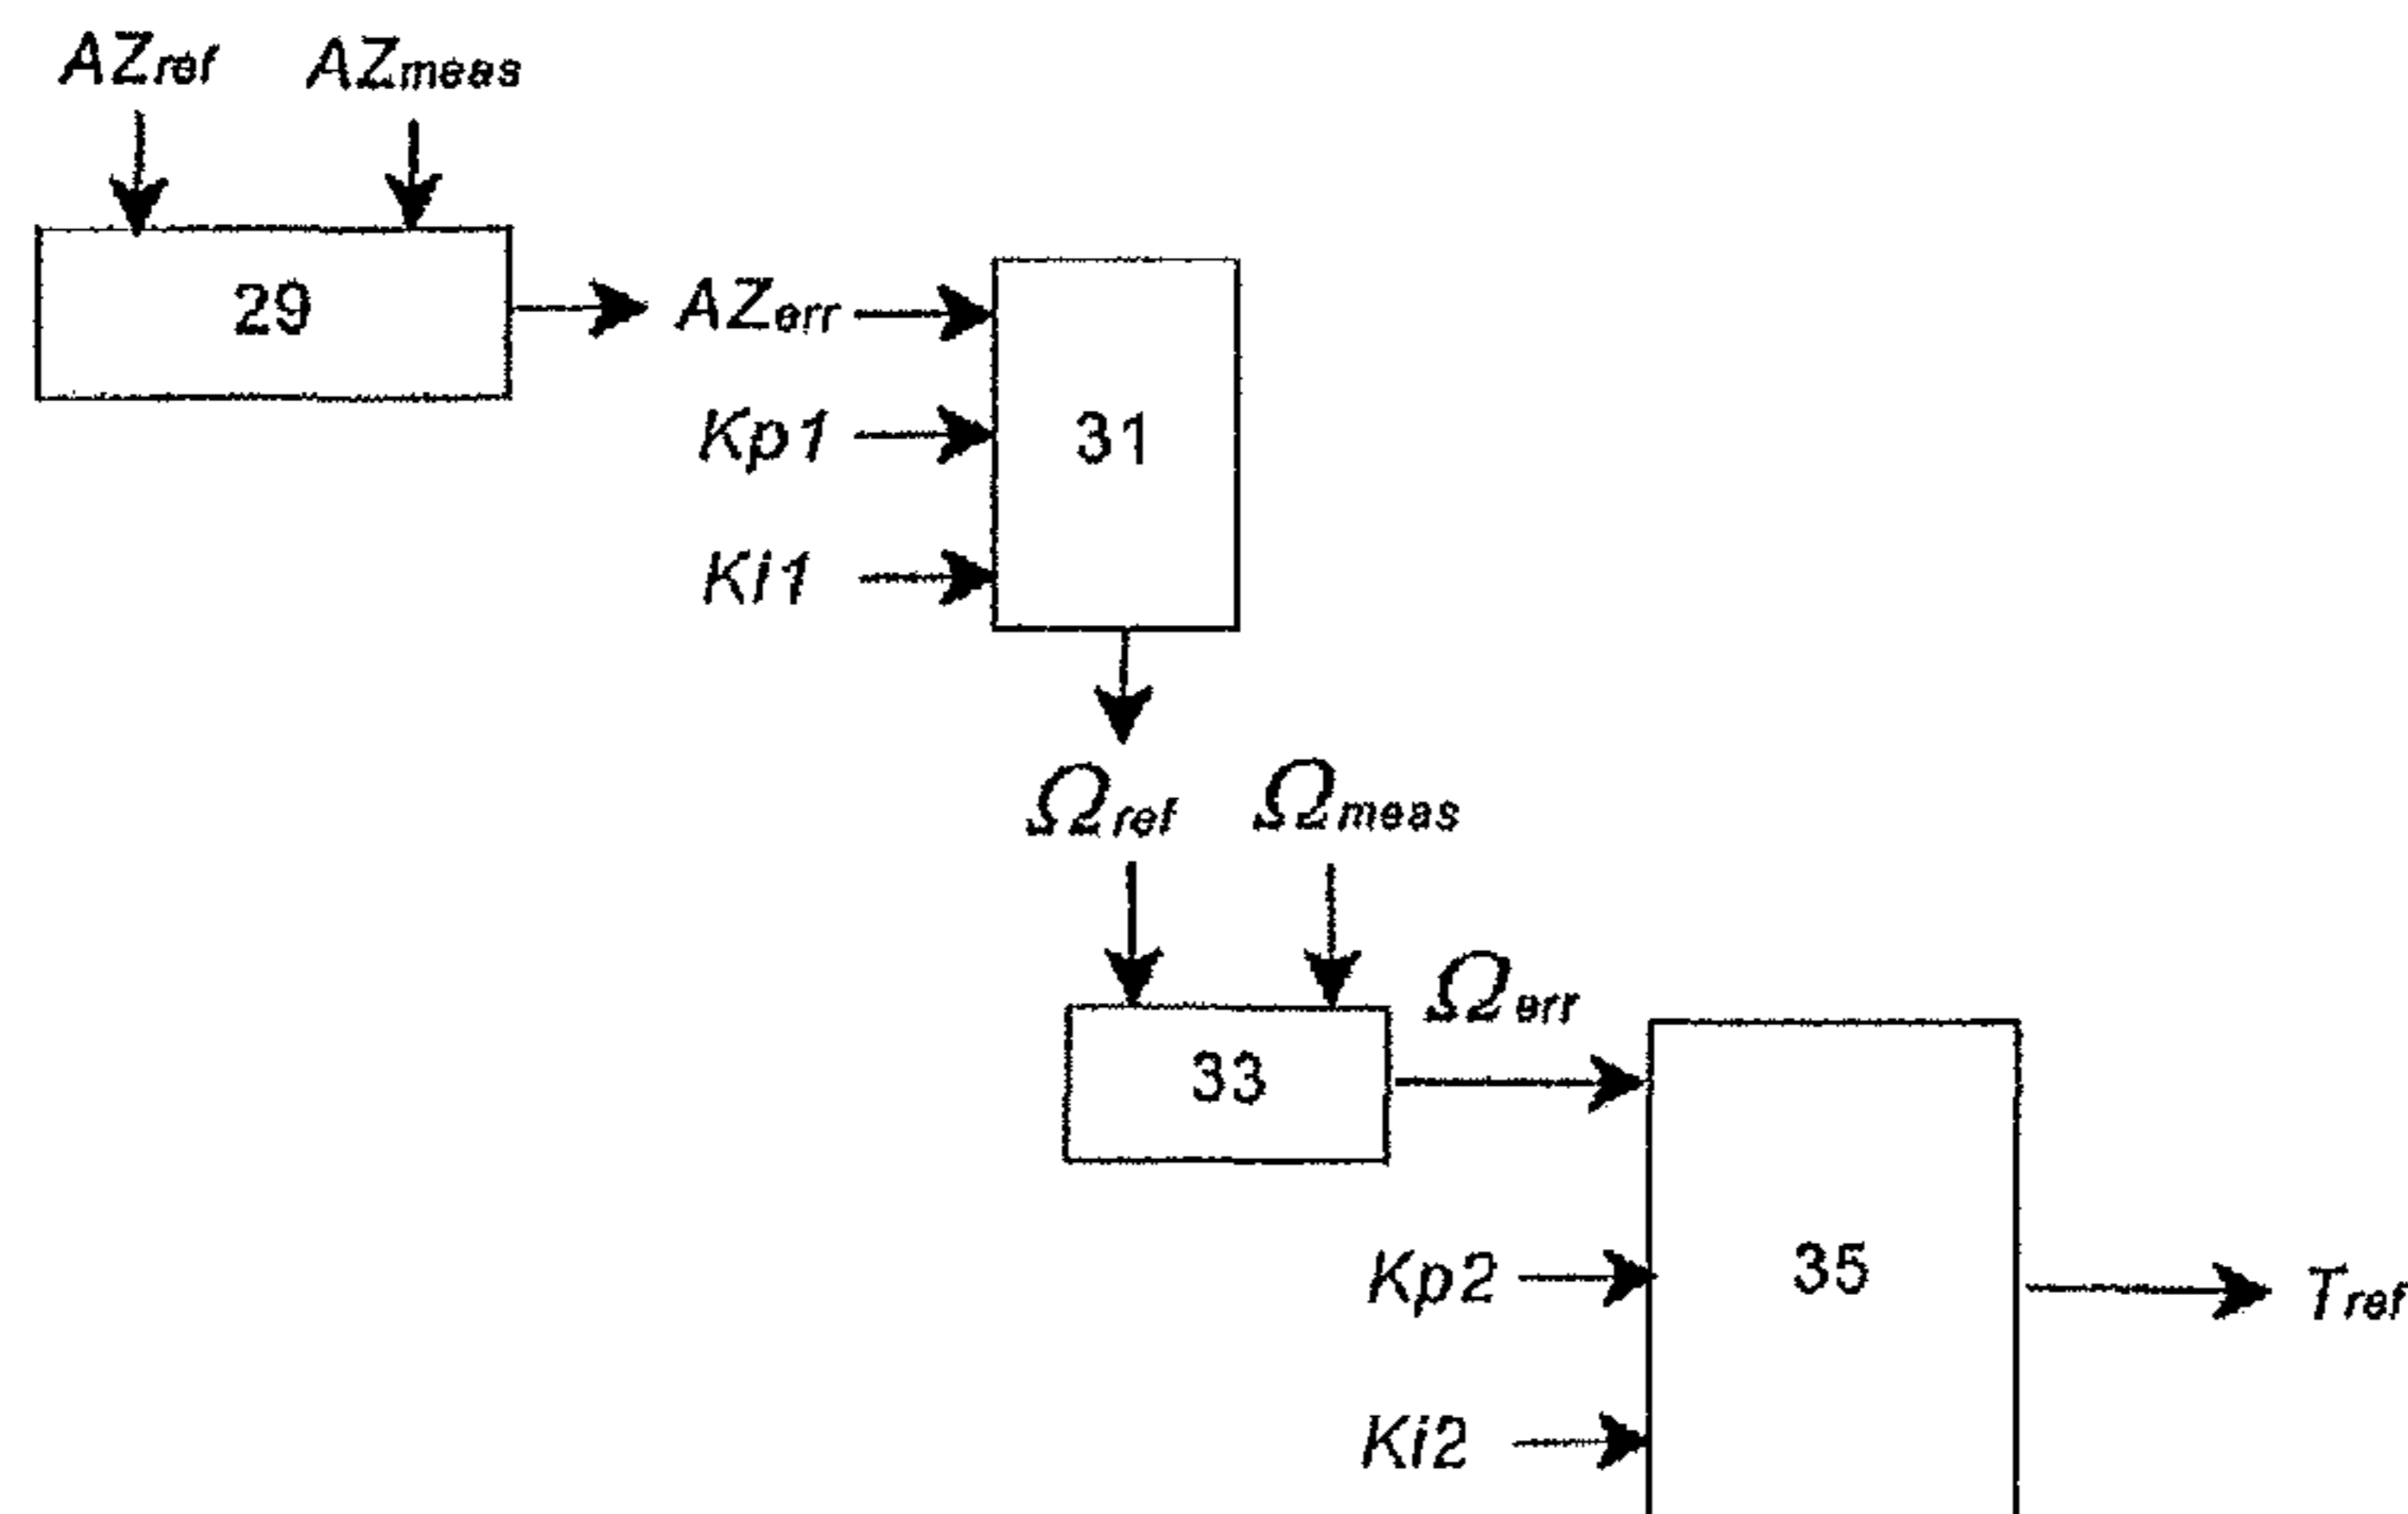 AZref AZmeas
29
AZerr
Kp1
31
Ki1
Ωref Ωmeas
Ωerr
33
Kp2
35
Tref
Ki2